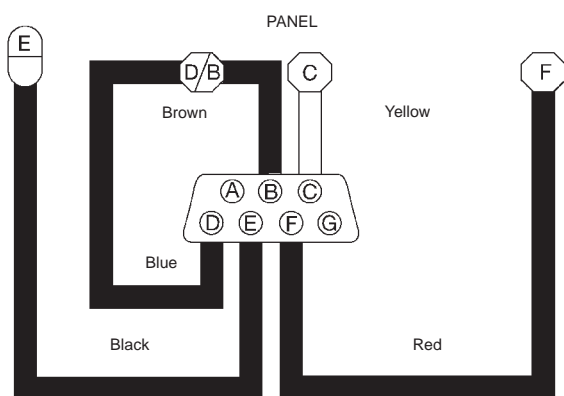 PANEL
E
D/B
C
F
Brown
Yellow
A B C
D E F G
Blue
Black
Red